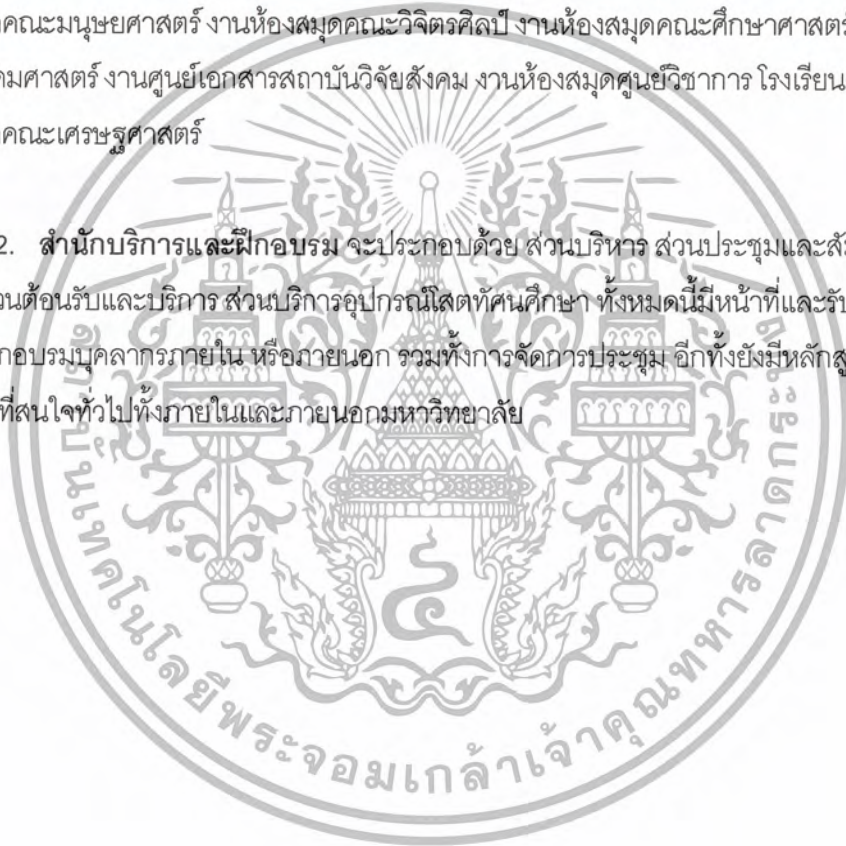 คณะมนุษยศาสตร์ งานห้องสมุดคณะวิจิตรศิลป์ งานห้องสมุดคณะศึกษาศาสตร์
คมศาสตร์ งานศูนย์เอกสารสถาบันวิจัยสังคม งานห้องสมุดศูนย์วิชาการ โรงเรียน
คณะเศรษฐศาสตร์
2. สำนักบริการและฝึกอบรม จะประกอบด้วย ส่วนบริหาร ส่วนประชุมและสั
วนต้อนรับและบริการ ส่วนบริการอุปกรณ์โสตทัศนศึกษา ทั้งหมดนี้มีหน้าที่และรับ
กอบรมบุคลากรภายใน หรือภายนอก รวมทั้งการจัดการประชุม อีกทั้งยังมีหลักสู
ที่สนใจทั่วไปทั้งภายในและภายนอกมหาวิทยาลัย
สถาบันเทคโนโลยีพระจอมเกล้าเจ้าคุณทหารลาดกระบัง